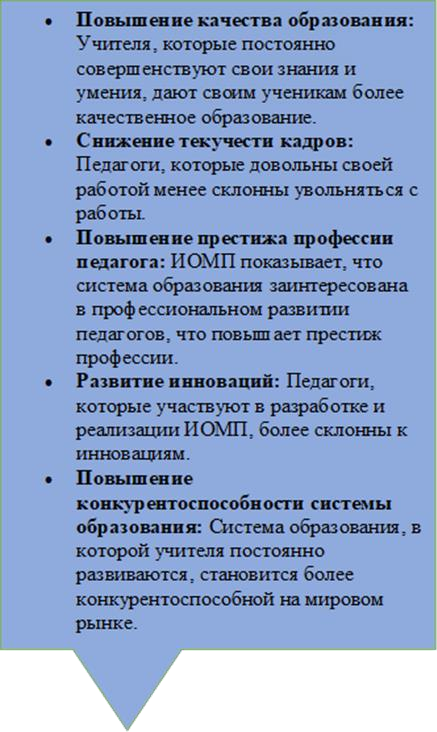 • Повышение качества образования:
Учителя, которые постоянно
совершенствуют свои знания и
умения, дают своим ученикам более
качественное образование.
• Снижение текучести кадров:
Педагоги, которые довольны своей
работой менее склонны увольняться с
работы.
• Повышение престижа профессии
педагога: ИОМП показывает, что
система образования заинтересована
в профессиональном развитии
педагогов, что повышает престиж
профессии.
• Развитие инноваций: Педагоги,
которые участвуют в разработке и
реализации ИОМП, более склонны к
инновациям.
• Повышение
конкурентоспособности системы
образования: Система образования, в
которой учителя постоянно
развиваются, становится более
конкурентоспособной на мировом
рынке.